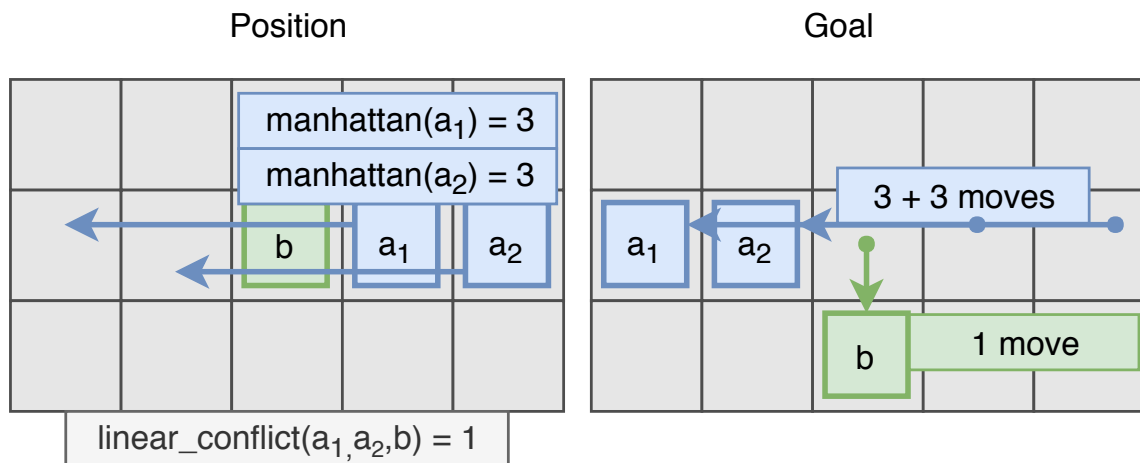 Position
Goal
manhattan(a₁) = 3
manhattan(a₂) = 3
3 + 3 moves
b
a₁
a₂
a₁
a₂
b
1 move
linear_conflict(a₁,a₂,b) = 1